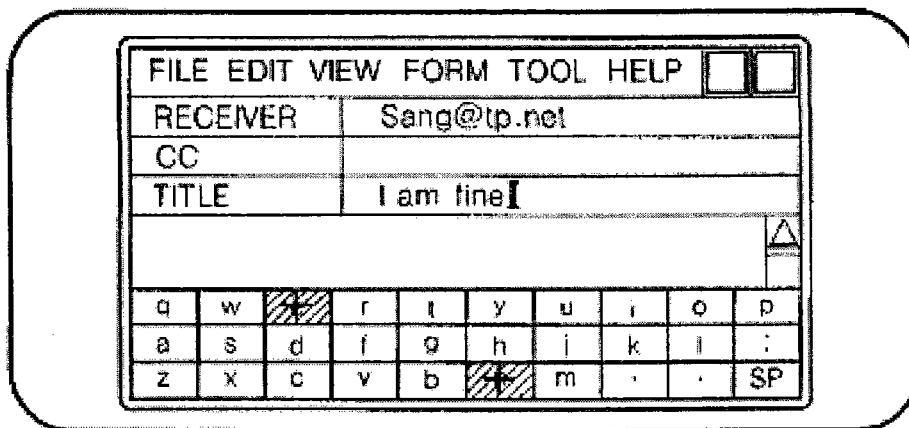 FILE EDIT VIEW FORM TOOL HELP
RECEIVER Sang@tp.net
CC
TITLE I am fine
q w r t y u i o p
a s d f g h j k l ;
z x c v b m , . SP